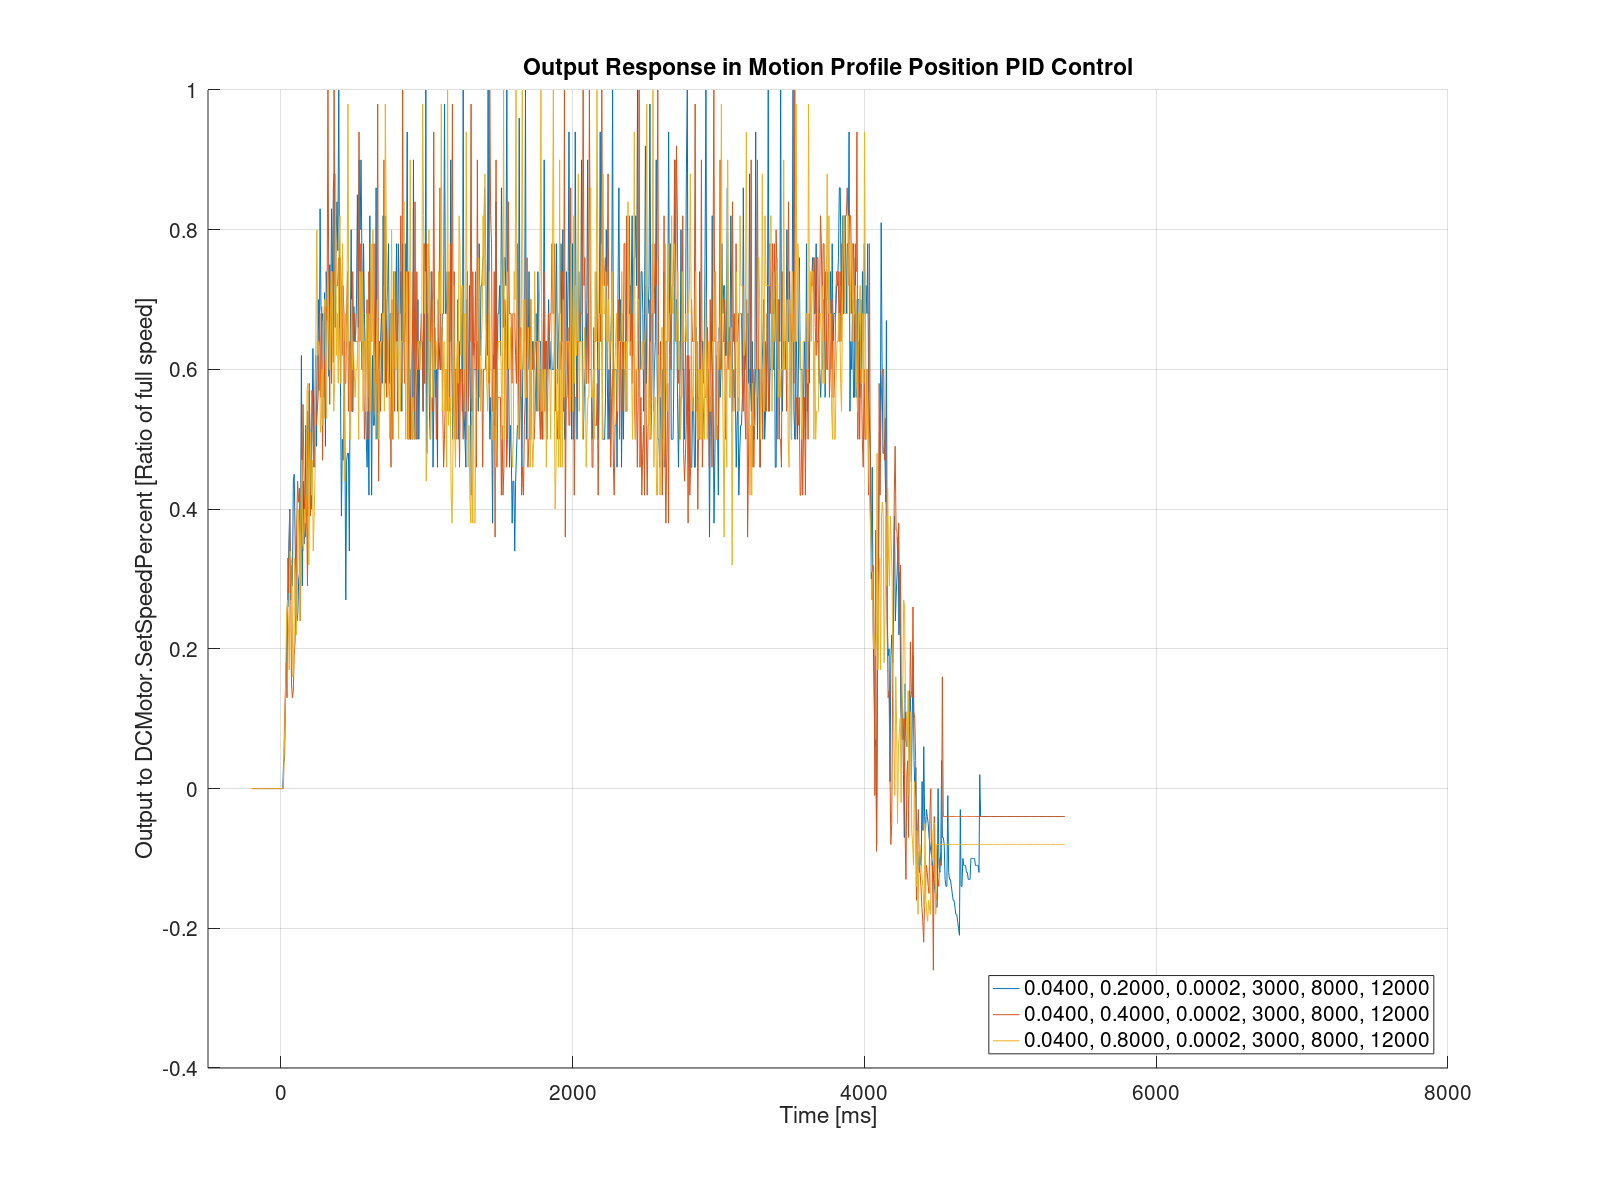 Output Response in Motion Profile Position PID Control
Output to DCMotor.SetSpeedPercent [Ratio of full speed]
1
0.8
0.6
0.4
0.2
0
-0.2
-0.4
0.0400, 0.2000, 0.0002, 3000, 8000, 12000
0.0400, 0.4000, 0.0002, 3000, 8000, 12000
0.0400, 0.8000, 0.0002, 3000, 8000, 12000
0 2000 4000 6000 8000
Time [ms]